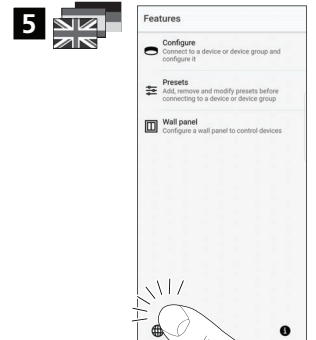 5
Features
Configure
Connect to a device or device group and
configure it
Presets
Add, remove and modify presets before
connecting to a device or device group
Wall panel
Configure a wall panel to control devices
i